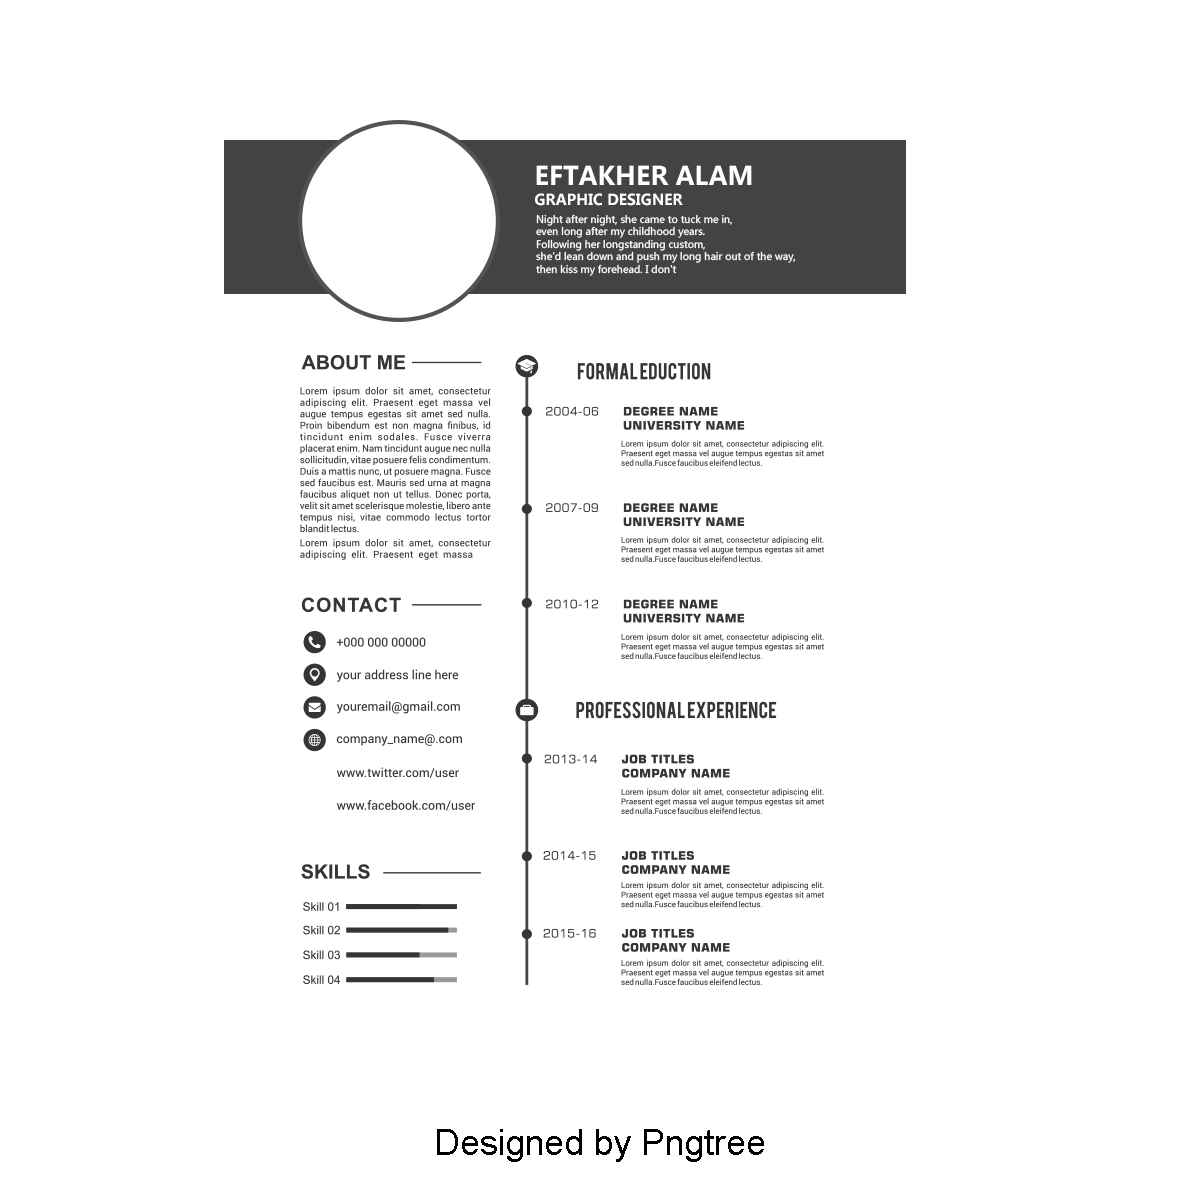 EFTAKHER ALAM
GRAPHIC DESIGNER
Night after night, she came to tuck me in,
even long after my childhood years.
Following her longstanding custom,
she'd lean down and push my long hair out of the way,
then kiss my forehead. I don't
ABOUT ME
Lorem ipsum dolor sit amet, consectetur
adipiscing elit. Praesent eget massa vel
augue tempus egestas sit amet sed nulla.
Proin bibendum est non magna finibus, id
tincidunt enim sodales. Fusce viverra
placerat enim. Nam tincidunt augue nec nulla
sollicitudin, vitae posuere felis condimentum.
Duis a mattis nunc, ut posuere magna. Fusce
sed faucibus est. Mauris sed urna at magna
faucibus aliquet non ut tellus. Donec porta,
velit sit amet scelerisque molestie, libero ante
tempus nisi, vitae commodo lectus tortor
blandit lectus.
Lorem ipsum dolor sit amet, consectetur
adipiscing elit. Praesent eget massa
CONTACT
+000 000 00000
your address line here
youremail@gmail.com
company_name@.com
www.twitter.com/user
www.facebook.com/user
SKILLS
Skill 01
Skill 02
Skill 03
Skill 04
FORMAL EDUCTION
2004-06 DEGREE NAME
UNIVERSITY NAME
Lorem ipsum dolor sit amet, consectetur adipiscing elit.
Praesent eget massa vel augue tempus egestas sit amet
sed nulla.Fusce faucibus eleifend lectus.
2007-09 DEGREE NAME
UNIVERSITY NAME
Lorem ipsum dolor sit amet, consectetur adipiscing elit.
Praesent eget massa vel augue tempus egestas sit amet
sed nulla.Fusce faucibus eleifend lectus.
2010-12 DEGREE NAME
UNIVERSITY NAME
Lorem ipsum dolor sit amet, consectetur adipiscing elit.
Praesent eget massa vel augue tempus egestas sit amet
sed nulla.Fusce faucibus eleifend lectus.
PROFESSIONAL EXPERIENCE
2013-14 JOB TITLES
COMPANY NAME
Lorem ipsum dolor sit amet, consectetur adipiscing elit.
Praesent eget massa vel augue tempus egestas sit amet
sed nulla.Fusce faucibus eleifend lectus.
2014-15 JOB TITLES
COMPANY NAME
Lorem ipsum dolor sit amet, consectetur adipiscing elit.
Praesent eget massa vel augue tempus egestas sit amet
sed nulla.Fusce faucibus eleifend lectus.
2015-16 JOB TITLES
COMPANY NAME
Lorem ipsum dolor sit amet, consectetur adipiscing elit.
Praesent eget massa vel augue tempus egestas sit amet
sed nulla.Fusce faucibus eleifend lectus.
Designed by Pngtree